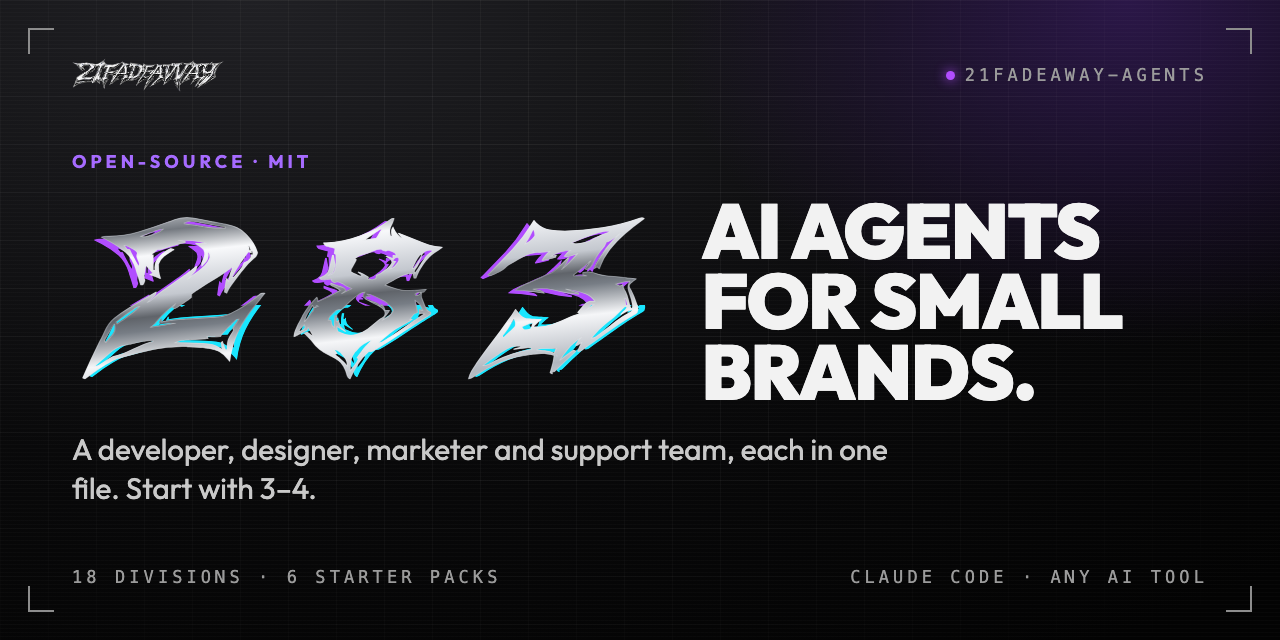 21FADEAWAY
21FADEAWAY–AGENTS
OPEN-SOURCE · MIT
283
AI AGENTS
FOR SMALL
BRANDS.
A developer, designer, marketer and support team, each in one
file. Start with 3–4.
18 DIVISIONS · 6 STARTER PACKS
CLAUDE CODE · ANY AI TOOL